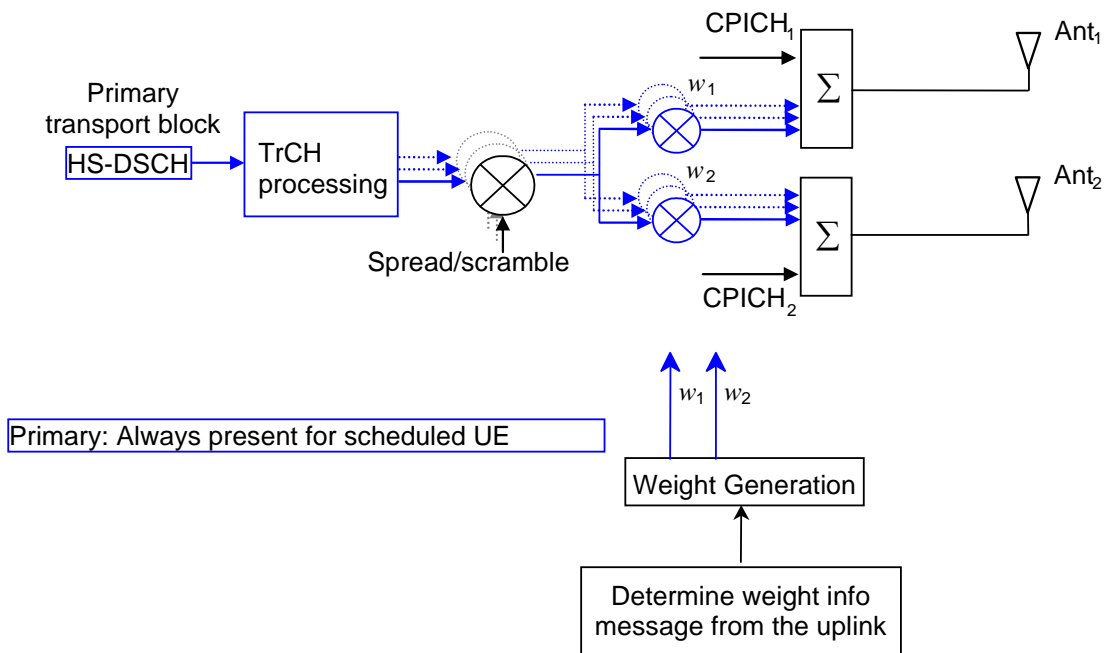 CPICH1
Ant1
w1
Σ
Primary
transport block
HS-DSCH
TrCH
processing
w2
Ant2
Σ
Spread/scramble
CPICH2
w1 w2
Primary: Always present for scheduled UE
Weight Generation
Determine weight info
message from the uplink